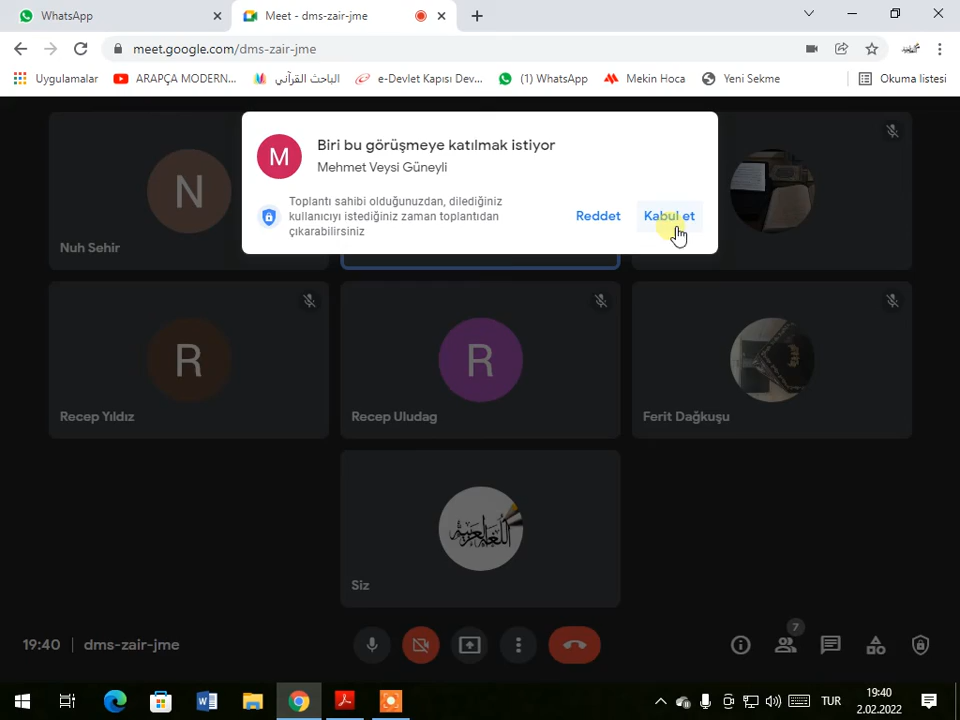 WhatsApp
Meet - dms-zair-jme
meet.google.com/dms-zair-jme
Uygulamalar
ARAPÇA MODERN...
الباحث القرآني
e-Devlet Kapısı Dev...
(1) WhatsApp
Mekin Hoca
Yeni Sekme
Okuma listesi
M
Biri bu görüşmeye katılmak istiyor
Mehmet Veysi Güneyli
Toplantı sahibi olduğunuzdan, dilediğiniz
kullanıcıyı istediğiniz zaman toplantıdan
çıkarabilirsiniz
Reddet
Kabul et
N
Nuh Sehir
R
Recep Yıldız
R
Recep Uludag
Ferit Dağkuşu
اللغة العربية
Siz
19:40
dms-zair-jme
7
TUR
19:40
2.02.2022